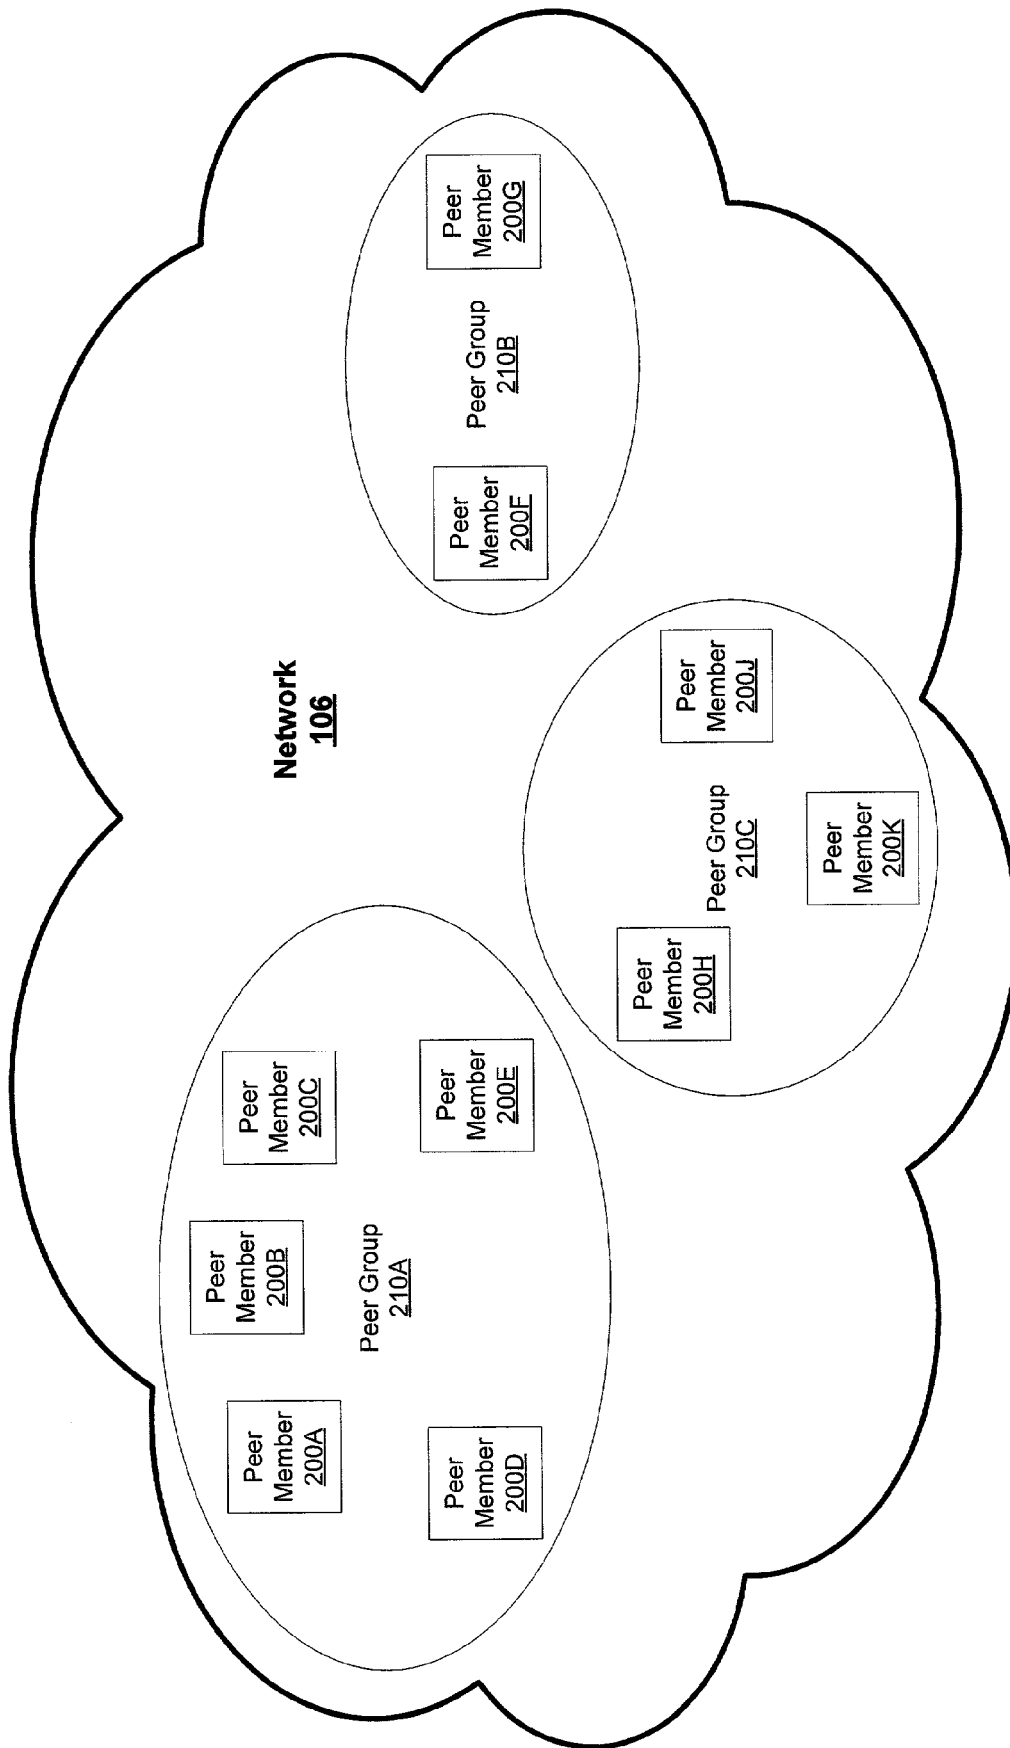 Network
106
Peer
Member
200A
Peer
Member
200B
Peer
Member
200C
Peer Group
210A
Peer
Member
200D
Peer
Member
200E
Peer
Member
200F
Peer Group
210B
Peer
Member
200G
Peer
Member
200H
Peer Group
210C
Peer
Member
200J
Peer
Member
200K